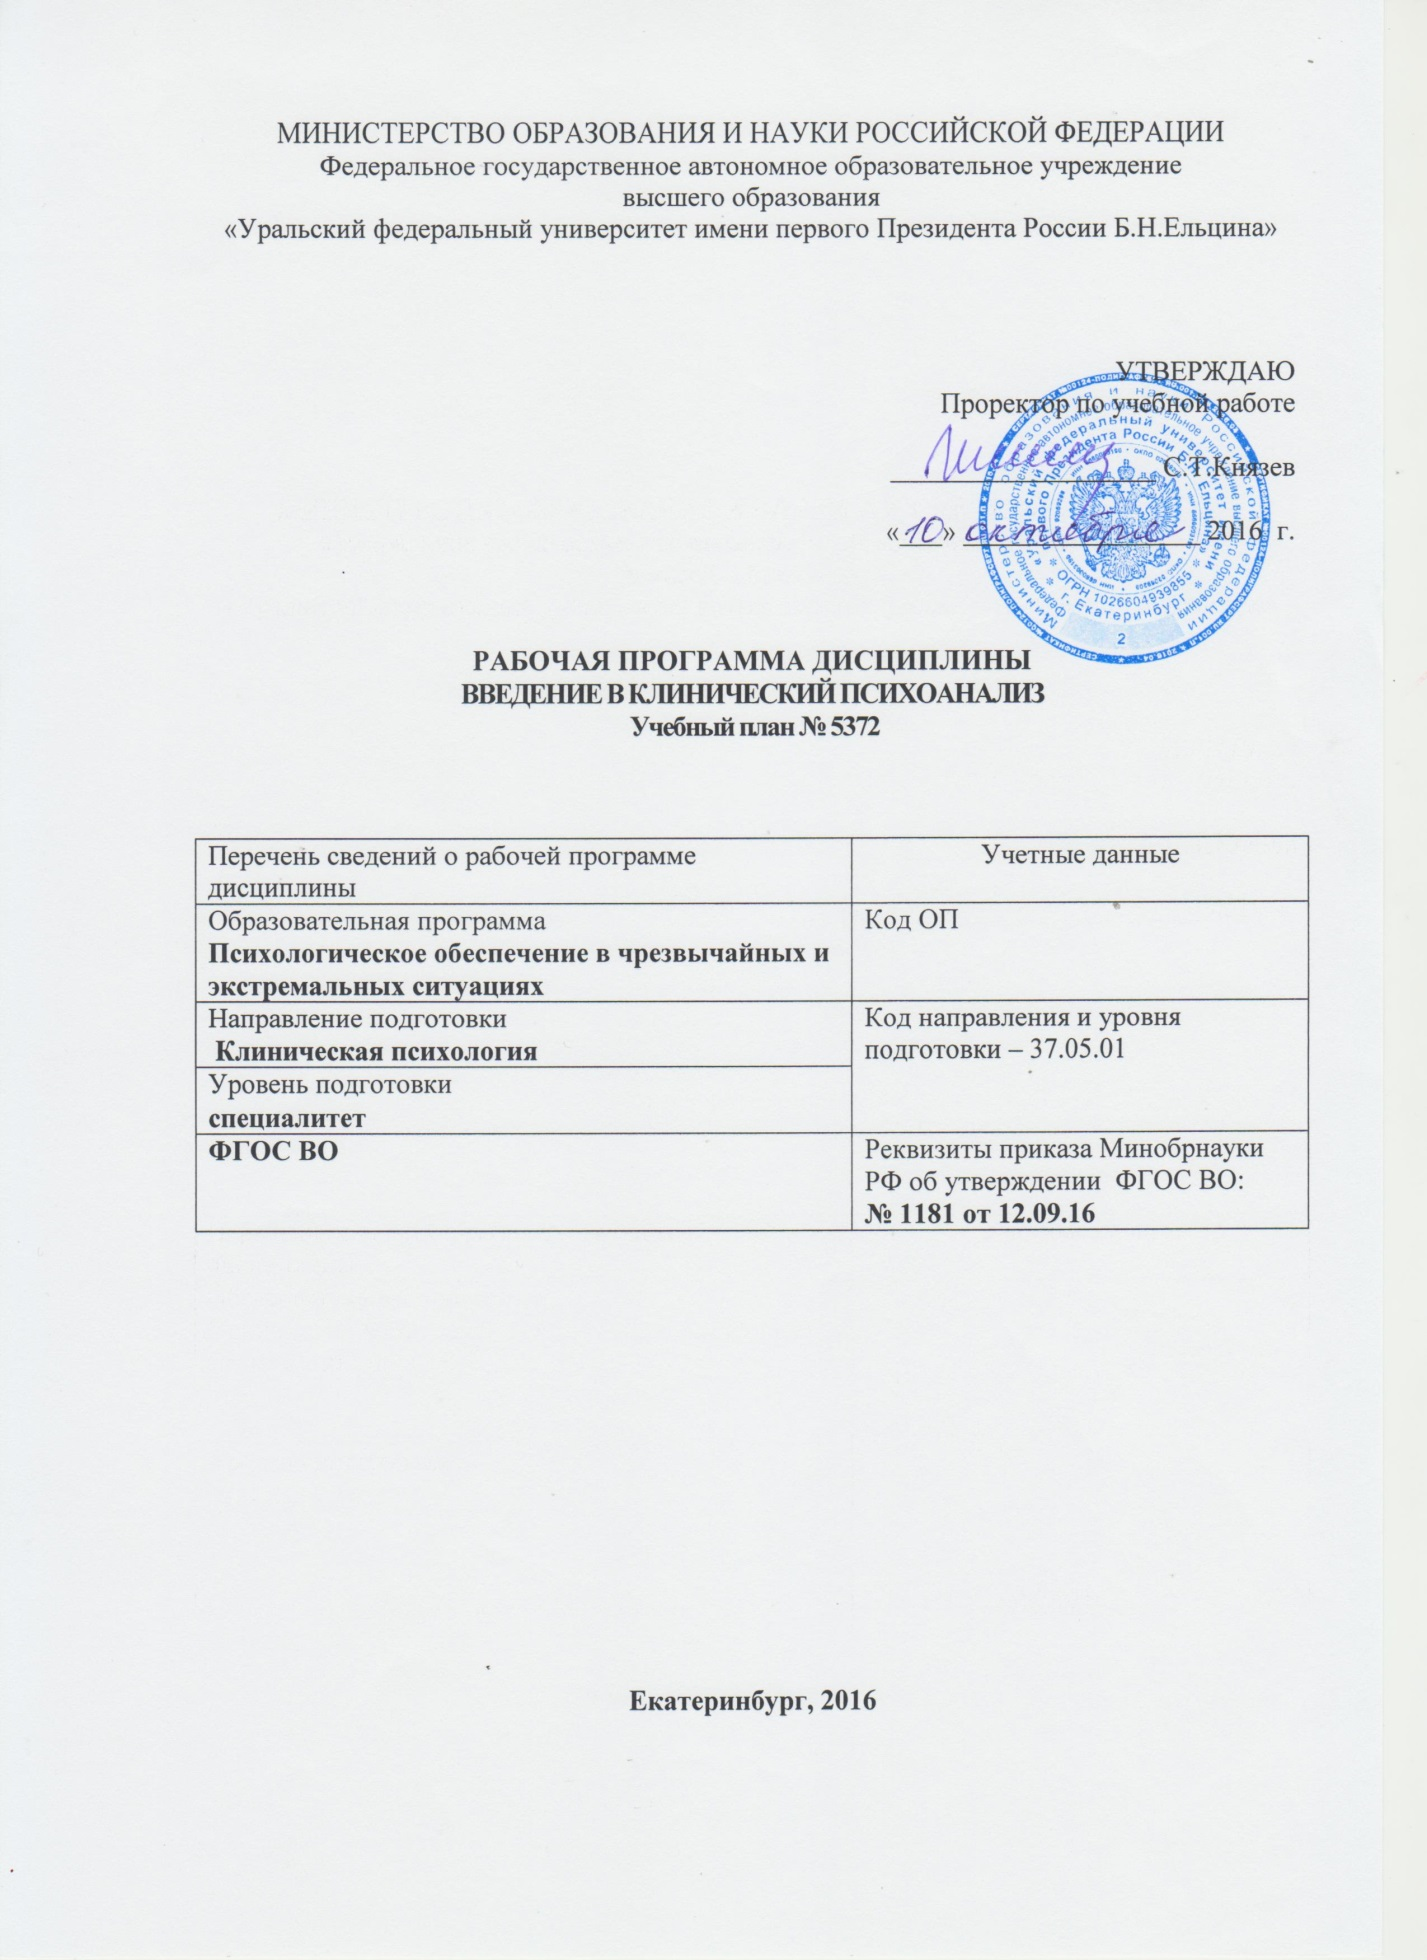 МИНИСТЕРСТВО ОБРАЗОВАНИЯ И НАУКИ РОССИЙСКОЙ ФЕДЕРАЦИИ
Федеральное государственное автономное образовательное учреждение
высшего образования
«Уральский федеральный университет имени первого Президента России Б.Н.Ельцина»
УТВЕРЖДАЮ
Проректор по учебной работе
С.Т.Князев
«10» октября 2016 г.
ОГРН 1026604939855
г. Екатеринбург
2
РАБОЧАЯ ПРОГРАММА ДИСЦИПЛИНЫ
ВВЕДЕНИЕ В КЛИНИЧЕСКИЙ ПСИХОАНАЛИЗ
Учебный план № 5372
Перечень сведений о рабочей программе
дисциплины
Учетные данные
Образовательная программа
Психологическое обеспечение в чрезвычайных и
экстремальных ситуациях
Код ОП
Направление подготовки
Клиническая психология
Код направления и уровня
подготовки – 37.05.01
Уровень подготовки
специалитет
ФГОС ВО
Реквизиты приказа Минобрнауки
РФ об утверждении ФГОС ВО:
№ 1181 от 12.09.16
Екатеринбург, 2016